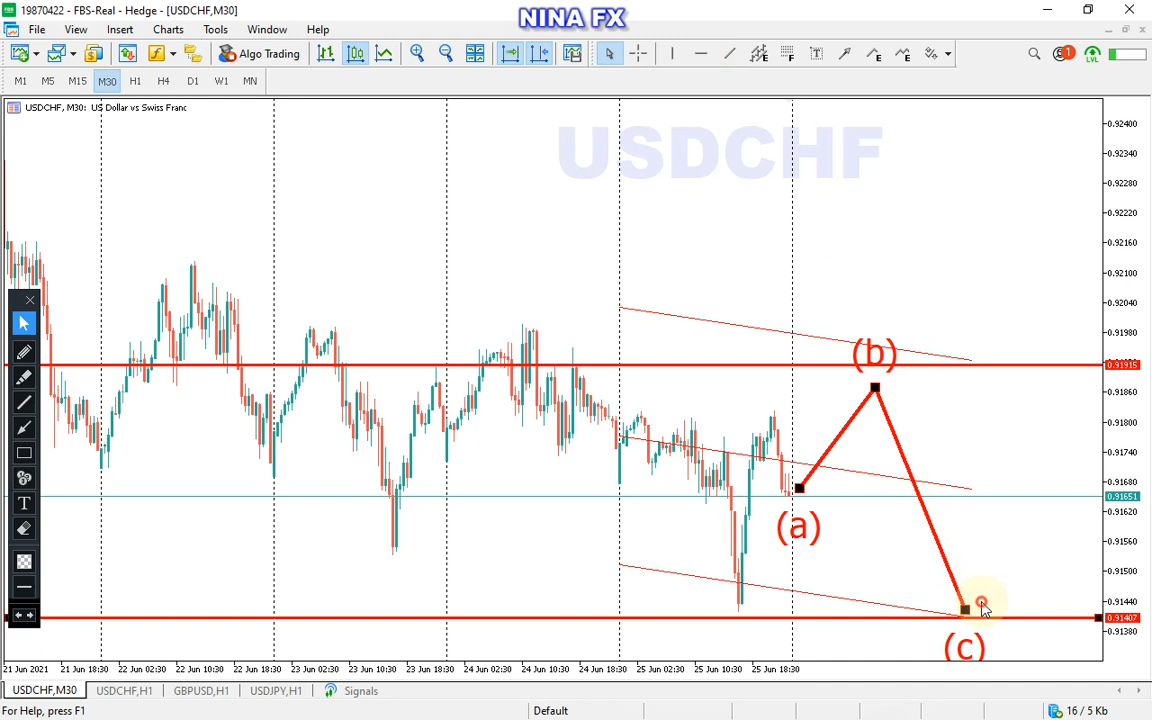 19870422 - FBS-Real - Hedge - [USDCHF,M30]
NINA FX
File View Insert Charts Tools Window Help
Algo Trading
E F T E E E 1 LVL
M1 M5 M15 M30 H1 H4 D1 W1 MN
USDCHF, M30: US Dollar vs Swiss Franc
USDCHF
0.92400
0.92340
0.92280
0.92220
0.92160
0.92100
0.92040
0.91980
0.91915
0.91860
0.91800
0.91740
0.91680
0.91651
0.91620
0.91560
0.91500
0.91440
0.91407
0.91380
(b)
(a)
(c)
T
21 Jun 2021 21 Jun 18:30 22 Jun 02:30 22 Jun 10:30 22 Jun 18:30 23 Jun 02:30 23 Jun 10:30 23 Jun 18:30 24 Jun 02:30 24 Jun 10:30 24 Jun 18:30 25 Jun 02:30 25 Jun 10:30 25 Jun 18:30
USDCHF,M30 USDCHF,H1 GBPUSD,H1 USDJPY,H1 Signals
For Help, press F1 Default 16 / 5 Kb